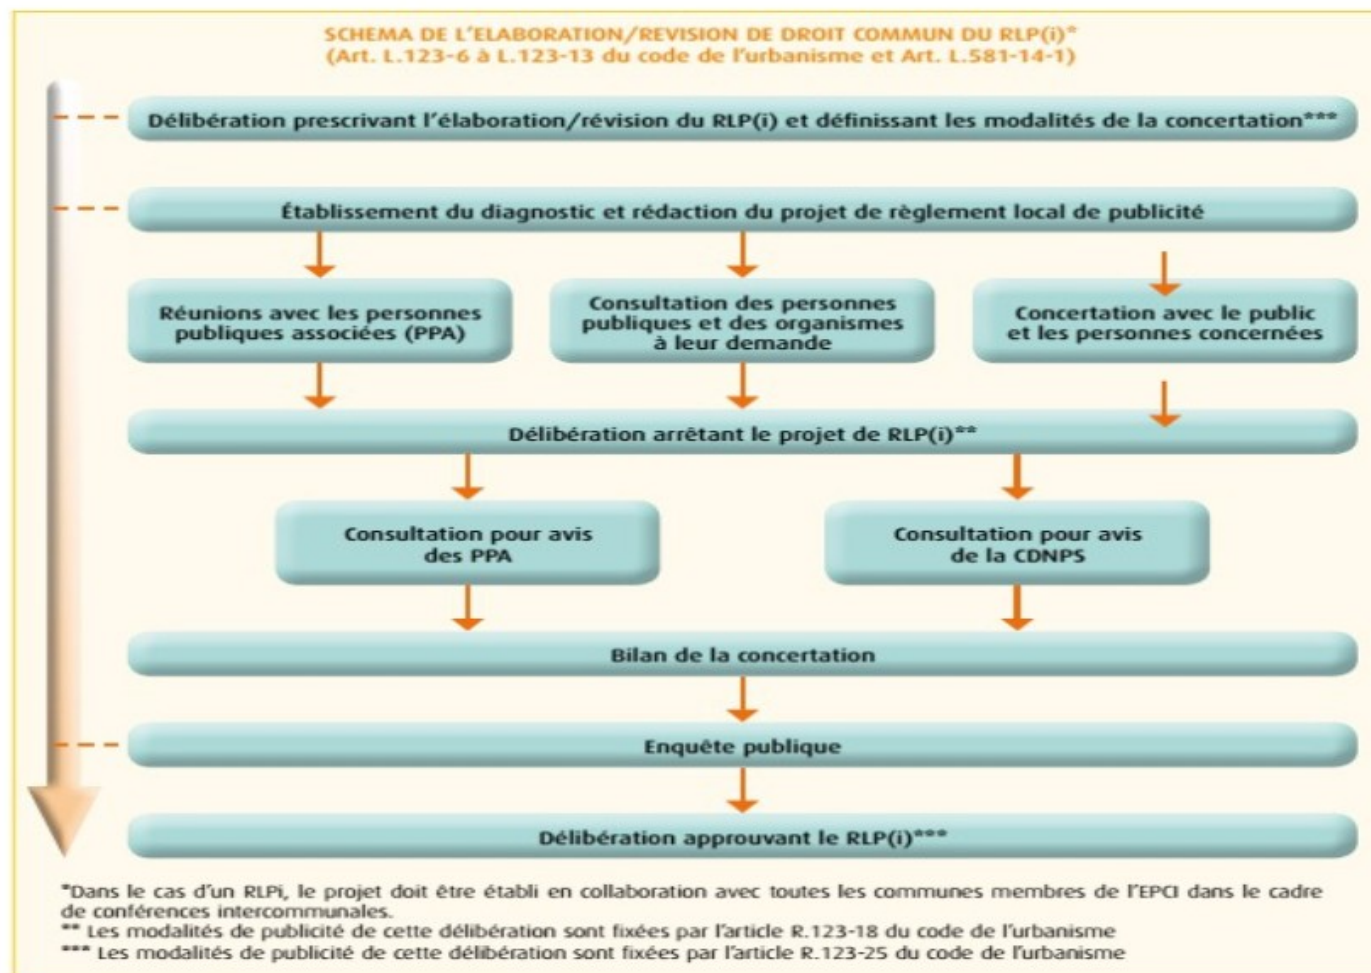 SCHEMA DE L'ELABORATION/REVISION DE DROIT COMMUN DU RLP(i)*
(Art. L.123-6 à L.123-13 du code de l'urbanisme et Art. L.581-14-1)
Délibération prescrivant l'élaboration/révision du RLP(i) et définissant les modalités de la concertation***
Établissement du diagnostic et rédaction du projet de règlement local de publicité
Réunions avec les personnes
publiques associées (PPA)
Consultation des personnes
publiques et des organismes
à leur demande
Concertation avec le public
et les personnes concernées
Délibération arrêtant le projet de RLP(i)**
Consultation pour avis
des PPA
Consultation pour avis
de la CDNPS
Bilan de la concertation
Enquête publique
Délibération approuvant le RLP(i)***
*Dans le cas d'un RLPi, le projet doit être établi en collaboration avec toutes les communes membres de l'EPCI dans le cadre
de conférences intercommunales.
** Les modalités de publicité de cette délibération sont fixées par l'article R.123-18 du code de l'urbanisme
*** Les modalités de publicité de cette délibération sont fixées par l'article R.123-25 du code de l'urbanisme